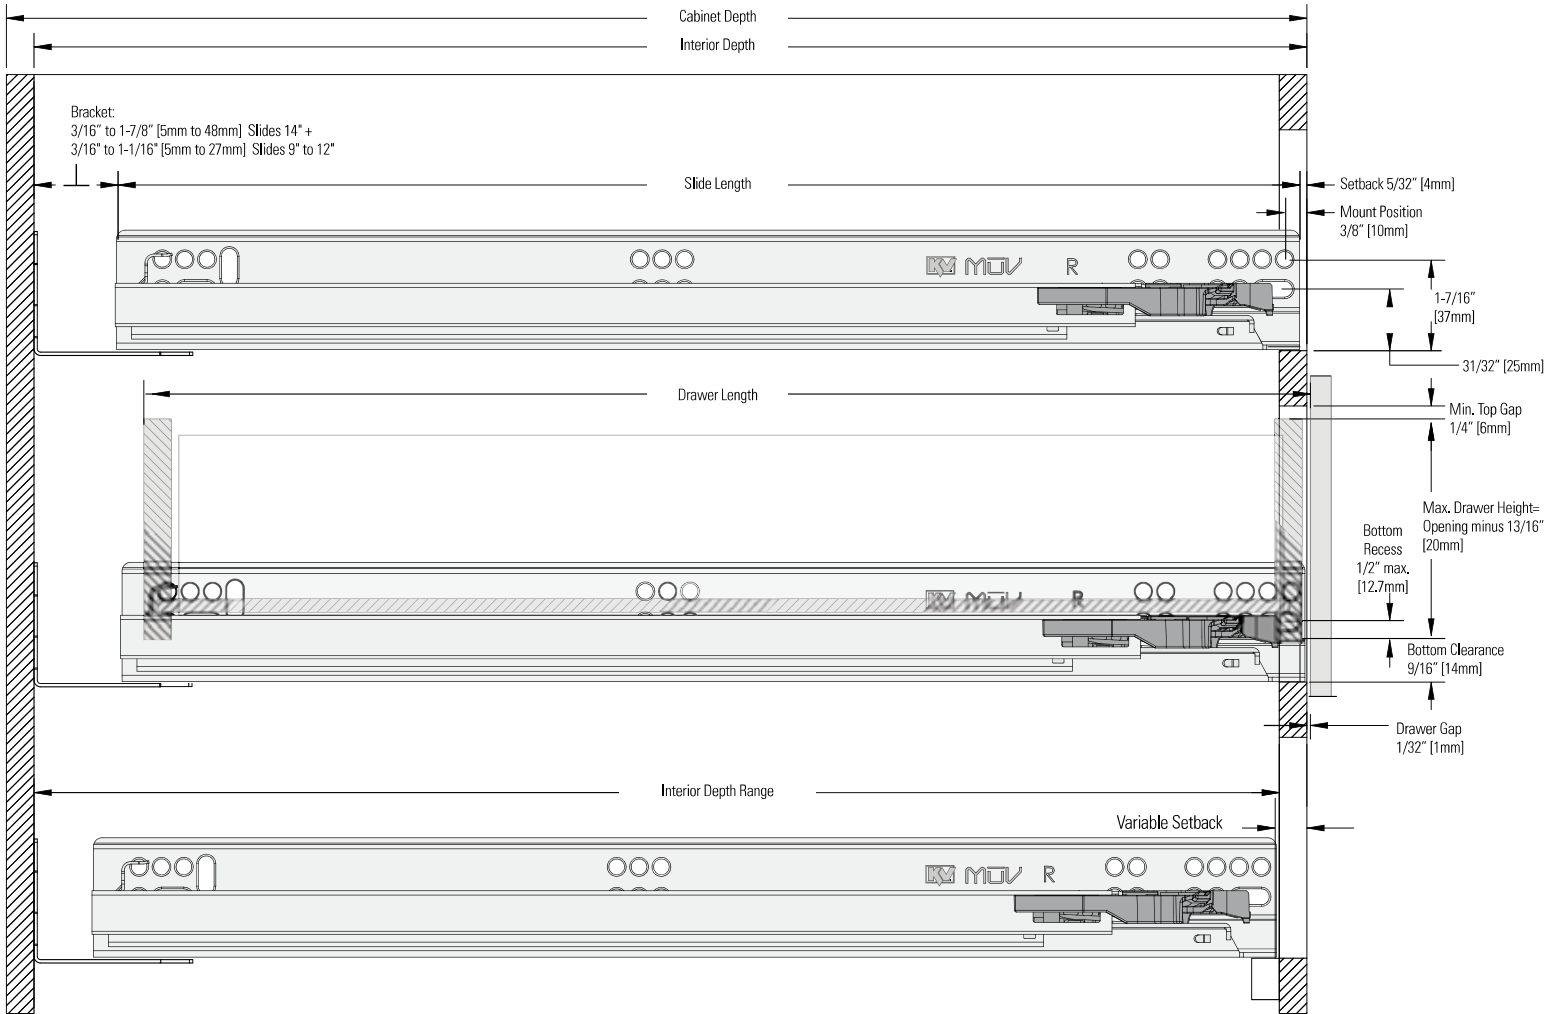 Cabinet Depth
Interior Depth
Bracket:
3/16" to 1-7/8" [5mm to 48mm] Slides 14" +
3/16" to 1-1/16" [5mm to 27mm] Slides 9" to 12"
Slide Length
Setback 5/32" [4mm]
Mount Position
3/8" [10mm]
KV MÜV R
1-7/16"
[37mm]
31/32" [25mm]
Drawer Length
Min. Top Gap
1/4" [6mm]
Max. Drawer Height=
Opening minus 13/16"
[20mm]
Bottom
Recess
1/2" max.
[12.7mm]
KV MÜV R
Bottom Clearance
9/16" [14mm]
Drawer Gap
1/32" [1mm]
Interior Depth Range
Variable Setback
KV MÜV R